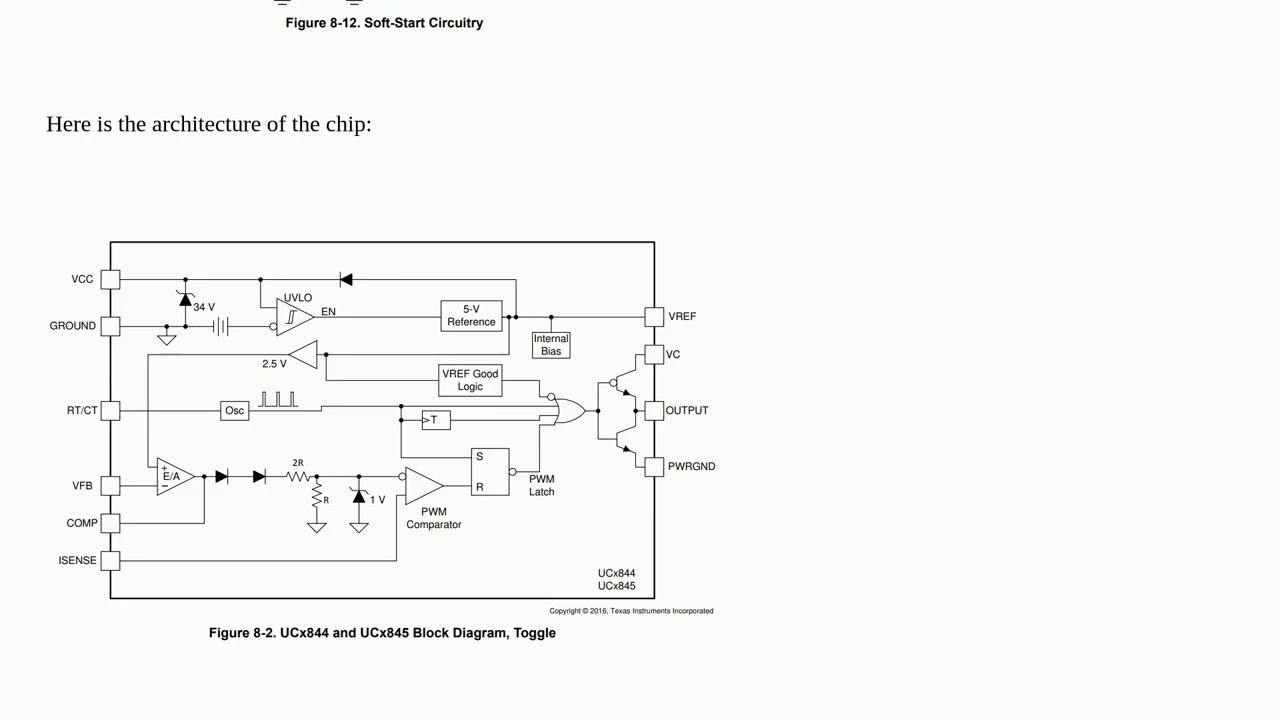 Figure 8-12. Soft-Start Circuitry
Here is the architecture of the chip:
VCC
34 V
UVLO
EN
5-V
Reference
VREF
GROUND
Internal
Bias
VC
2.5 V
VREF Good
Logic
RT/CT
Osc
T
OUTPUT
E/A
+
−
2R
R
1 V
S
R
PWM
Latch
PWRGND
VFB
PWM
Comparator
COMP
ISENSE
UCx844
UCx845
Copyright © 2016, Texas Instruments Incorporated
Figure 8-2. UCx844 and UCx845 Block Diagram, Toggle